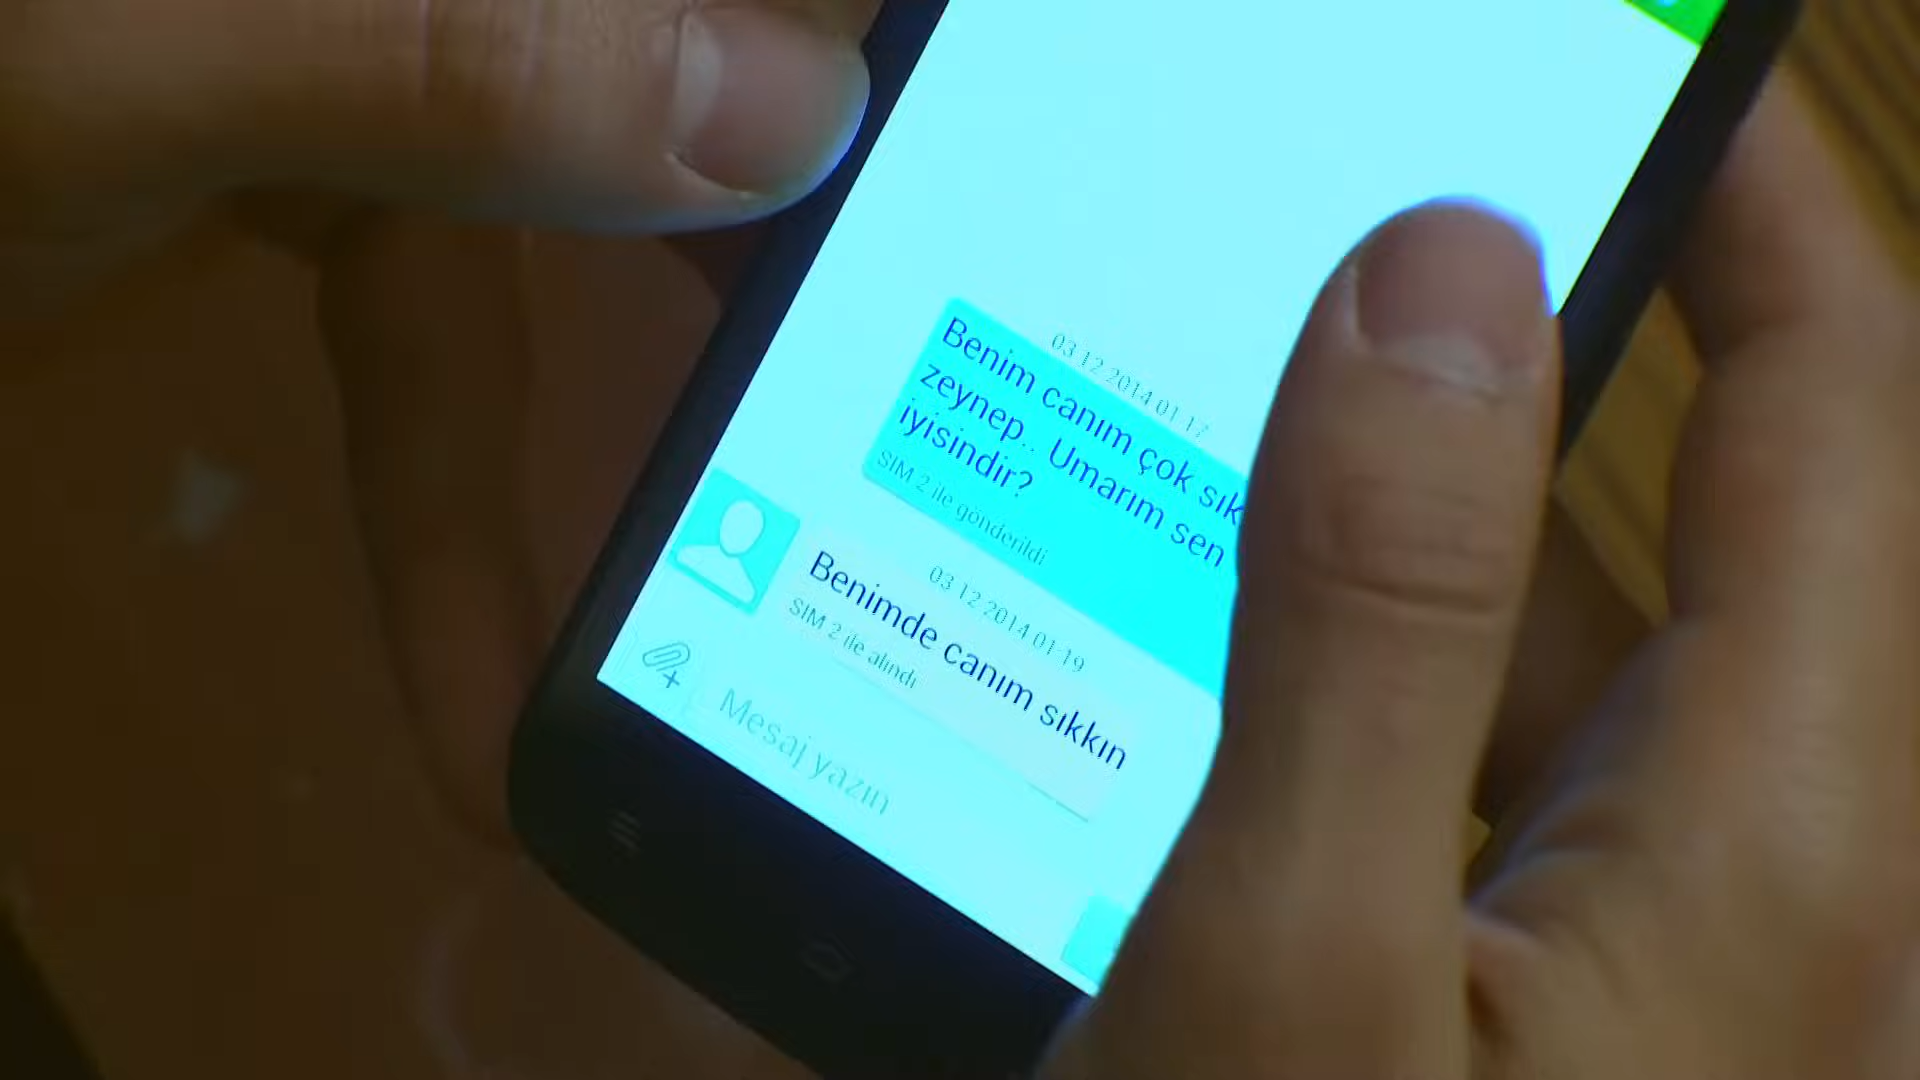 03 12 2014 01:17
Benim canım çok sık
zeynep.. Umarım sen
iyisindir?
SIM 2 ile gönderildi
03 12 2014 01:19
Benimde canım sıkkın
SIM 2 ile alındı
Mesaj yazın